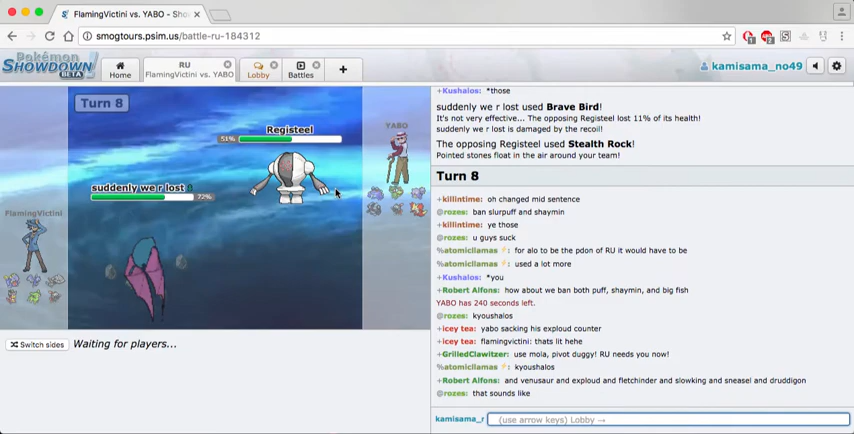 FlamingVictini vs. YABO - Sho
smogtours.psim.us/battle-ru-184312
Pokémon
SHOWDOWN
BETA
Home
RU
FlamingVictini vs. YABO
Lobby
Battles
kamisama_no49
Turn 8
Registeel
51%
suddenly we r lost
72%
YABO
FlamingVictini
Switch sides
Waiting for players...
+Kushalos: *those
suddenly we r lost used Brave Bird!
It's not very effective... The opposing Registeel lost 11% of its health!
suddenly we r lost is damaged by the recoil!
The opposing Registeel used Stealth Rock!
Pointed stones float in the air around your team!
Turn 8
+killintime: oh changed mid sentence
@rozes: ban slurpuff and shaymin
+killintime: ye those
@rozes: u guys suck
%atomicllamas: for alo to be the pdon of RU it would have to be
%atomicllamas: used a lot more
+Kushalos: *you
+Robert Alfons: how about we ban both puff, shaymin, and big fish
YABO has 240 seconds left.
@rozes: kyoushalos
+icey tea: yabo sacking his exploud counter
+icey tea: flamingvictini: thats lit hehe
+GrilledClawitzer: use mola, pivot duggy! RU needs you now!
%atomicllamas: kyoushalos
+Robert Alfons: and venusaur and exploud and fletchinder and slowking and sneasel and druddigon
@rozes: that sounds like
kamisama_r
(use arrow keys) Lobby →